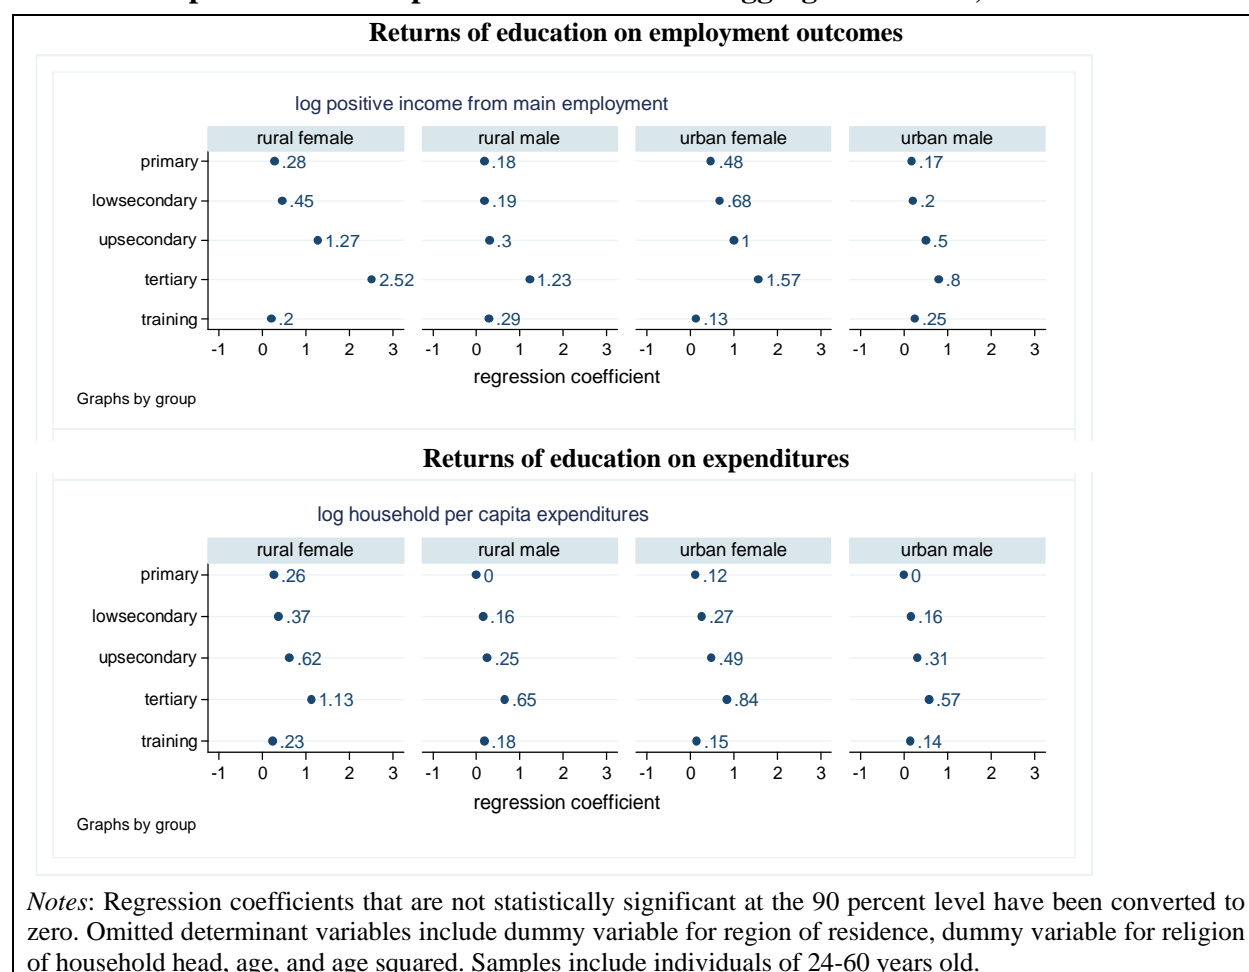 Returns of education on employment outcomes
log positive income from main employment
rural female rural male urban female urban male
primary .28 .18 .48 .17
lowsecondary .45 .19 .68 .2
upsecondary 1.27 .3 1 .5
tertiary 2.52 1.23 1.57 .8
training .2 .29 .13 .25
-1 0 1 2 3 -1 0 1 2 3 -1 0 1 2 3 -1 0 1 2 3
regression coefficient
Graphs by group
Returns of education on expenditures
log household per capita expenditures
rural female rural male urban female urban male
primary .26 0 .12 0
lowsecondary .37 .16 .27 .16
upsecondary .62 .25 .49 .31
tertiary 1.13 .65 .84 .57
training .23 .18 .15 .14
-1 0 1 2 3 -1 0 1 2 3 -1 0 1 2 3 -1 0 1 2 3
regression coefficient
Graphs by group
Notes: Regression coefficients that are not statistically significant at the 90 percent level have been converted to
zero. Omitted determinant variables include dummy variable for region of residence, dummy variable for religion
of household head, age, and age squared. Samples include individuals of 24-60 years old.